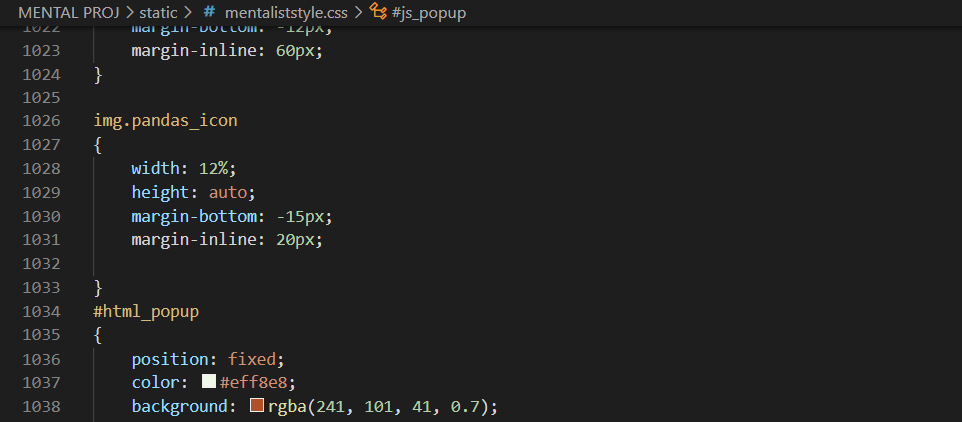 MENTAL PROJ > static > # mentaliststyle.css > #js_popup
1022 margin-bottom: -12px;
1023 margin-inline: 60px;
1024 }
1025
1026 img.pandas_icon
1027 {
1028 width: 12%;
1029 height: auto;
1030 margin-bottom: -15px;
1031 margin-inline: 20px;
1032
1033 }
1034 #html_popup
1035 {
1036 position: fixed;
1037 color: #eff8e8;
1038 background: rgba(241, 101, 41, 0.7);